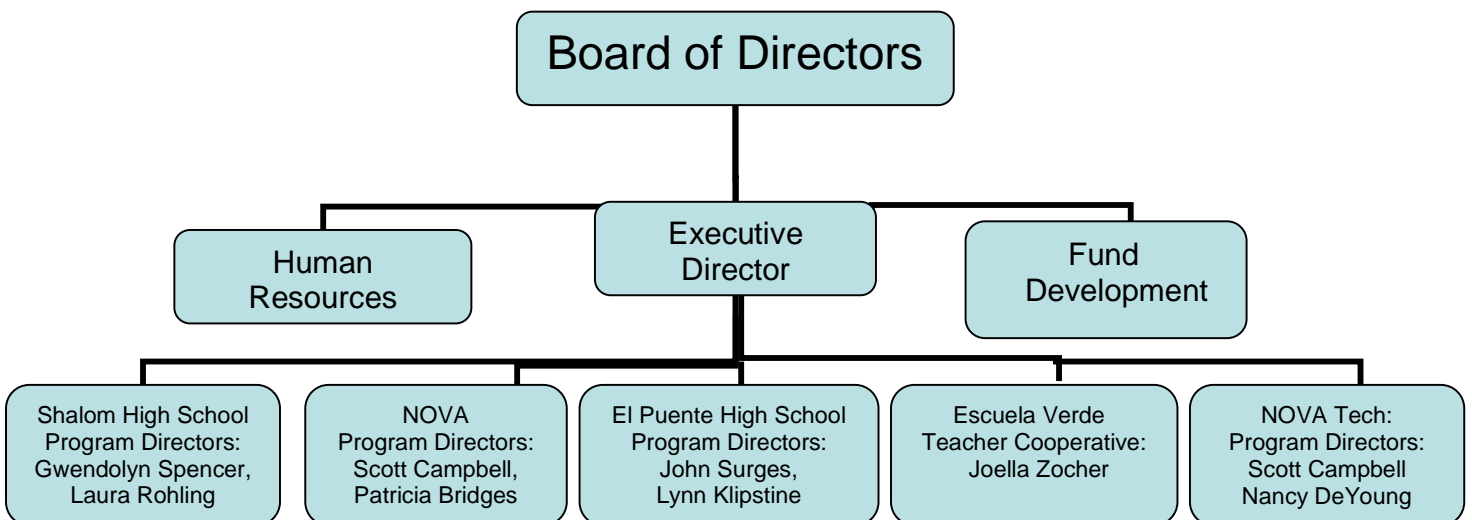 Board of Directors
Human
Resources
Executive
Director
Fund
Development
Shalom High School
Program Directors:
Gwendolyn Spencer,
Laura Rohling
NOVA
Program Directors:
Scott Campbell,
Patricia Bridges
El Puente High School
Program Directors:
John Surges,
Lynn Klipstine
Escuela Verde
Teacher Cooperative:
Joella Zocher
NOVA Tech:
Program Directors:
Scott Campbell
Nancy DeYoung